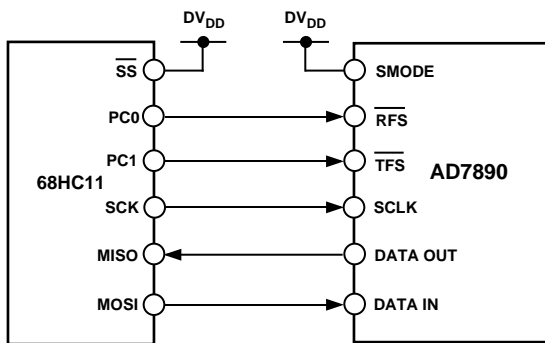 DVDD DVDD
SS SMODE
PC0 RFS
PC1 TFS
68HC11 AD7890
SCK SCLK
MISO DATA OUT
MOSI DATA IN